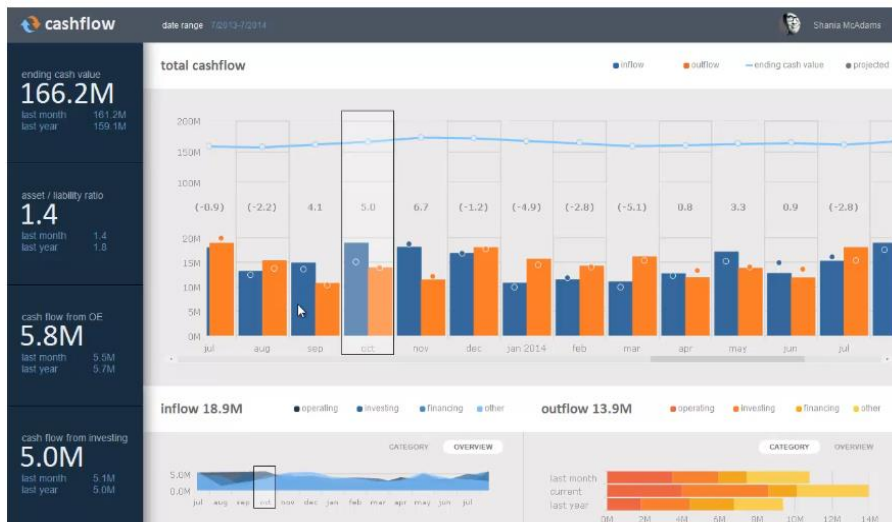 cashflow
date range 7/2013-7/2014
Shania McAdams
ending cash value
166.2M
last month 161.2M
last year 159.1M
asset / liability ratio
1.4
last month 1.4
last year 1.8
cash flow from OE
5.8M
last month 5.5M
last year 5.7M
cash flow from investing
5.0M
last month 5.1M
last year 5.0M
total cashflow
inflow outflow ending cash value projected
200M
150M
100M
(-0.9) (-2.2) 4.1 5.0 6.7 (-1.2) (-4.9) (-2.8) (-5.1) 0.8 3.3 0.9 (-2.8)
20M
15M
10M
5M
0M
jul aug sep oct nov dec jan 2014 feb mar apr may jun jul
inflow 18.9M
operating investing financing other
CATEGORY OVERVIEW
5.0M
0.0M
jul aug sep oct nov dec jan feb mar apr may jun jul
outflow 13.9M
operating investing financing other
CATEGORY OVERVIEW
last month
current
last year
0M 2M 4M 6M 8M 10M 12M 14M